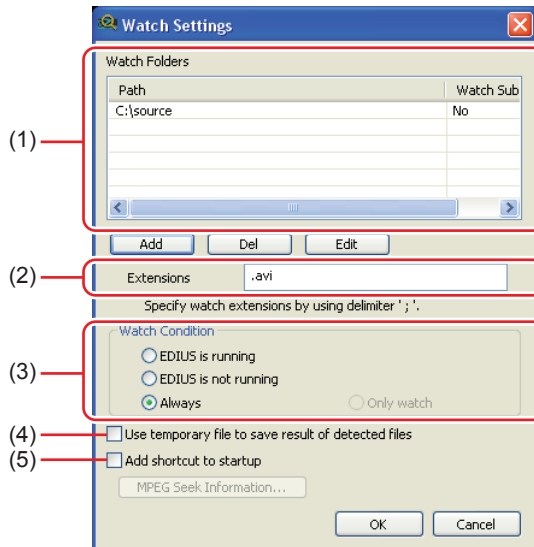 Watch Settings
Watch Folders
Path Watch Sub
C:\source No
(1)
Add Del Edit
(2)
Extensions .avi
Specify watch extensions by using delimiter ' ; '.
Watch Condition
EDIUS is running
(3)
EDIUS is not running
Always Only watch
(4) Use temporary file to save result of detected files
(5) Add shortcut to startup
MPEG Seek Information...
OK Cancel